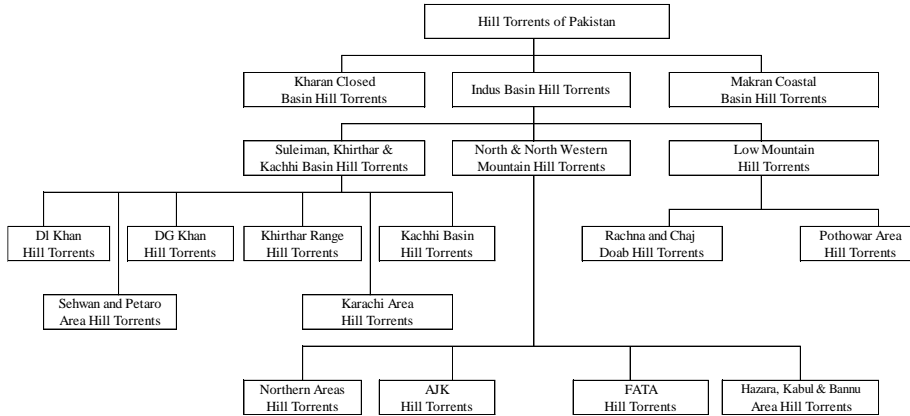 Hill Torrents of Pakistan
Kharan Closed
Basin Hill Torrents
Indus Basin Hill Torrents
Makran Coastal
Basin Hill Torrents
Suleiman, Khirthar &
Kachhi Basin Hill Torrents
North & North Western
Mountain Hill Torrents
Low Mountain
Hill Torrents
DI Khan
Hill Torrents
DG Khan
Hill Torrents
Khirthar Range
Hill Torrents
Kachhi Basin
Hill Torrents
Rachna and Chaj
Doab Hill Torrents
Pothowar Area
Hill Torrents
Sehwan and Petaro
Area Hill Torrents
Karachi Area
Hill Torrents
Northern Areas
Hill Torrents
AJK
Hill Torrents
FATA
Hill Torrents
Hazara, Kabul & Bannu
Area Hill Torrents